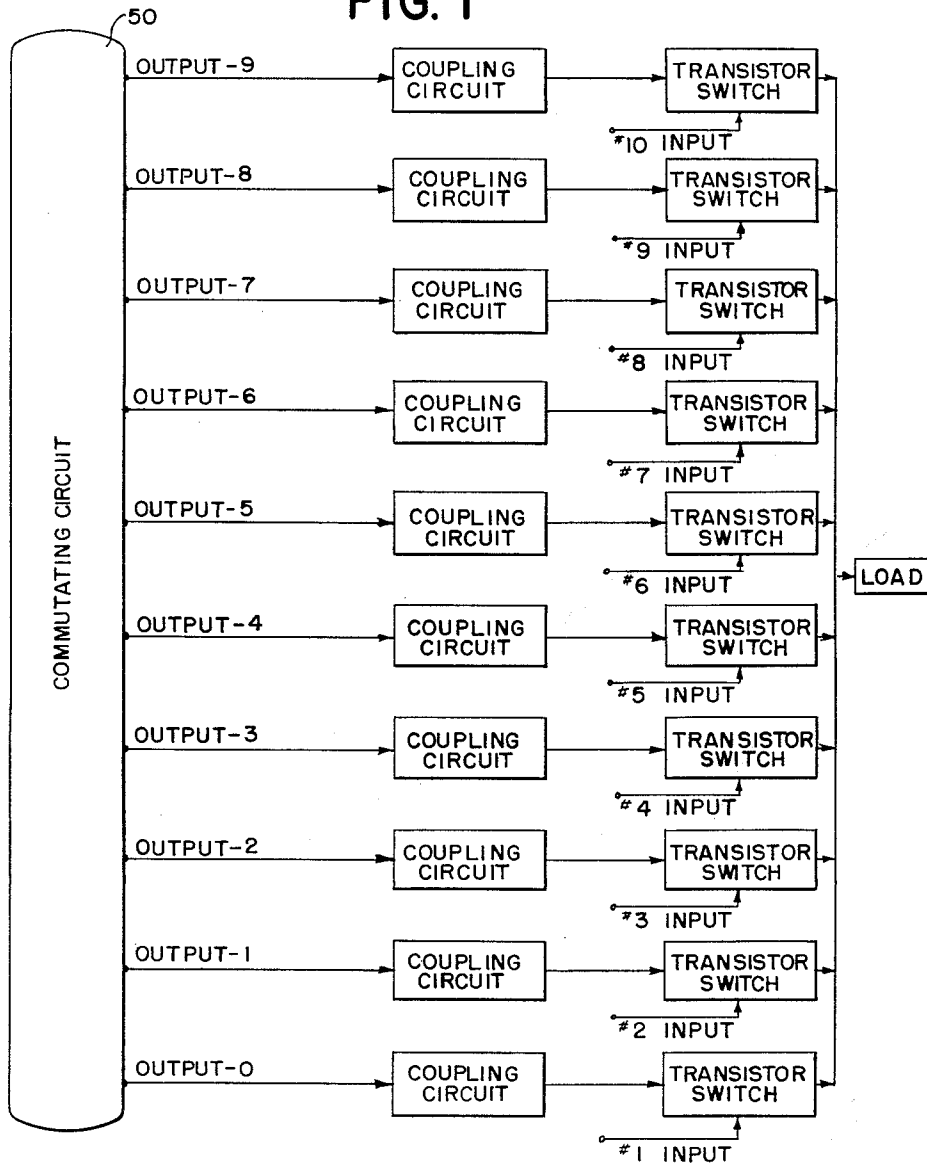 FIG. 1
50
COMMUTATING CIRCUIT
OUTPUT-9
COUPLING
CIRCUIT
TRANSISTOR
SWITCH
#10 INPUT
OUTPUT-8
COUPLING
CIRCUIT
TRANSISTOR
SWITCH
#9 INPUT
OUTPUT-7
COUPLING
CIRCUIT
TRANSISTOR
SWITCH
#8 INPUT
OUTPUT-6
COUPLING
CIRCUIT
TRANSISTOR
SWITCH
#7 INPUT
OUTPUT-5
COUPLING
CIRCUIT
TRANSISTOR
SWITCH
#6 INPUT
LOAD
OUTPUT-4
COUPLING
CIRCUIT
TRANSISTOR
SWITCH
#5 INPUT
OUTPUT-3
COUPLING
CIRCUIT
TRANSISTOR
SWITCH
#4 INPUT
OUTPUT-2
COUPLING
CIRCUIT
TRANSISTOR
SWITCH
#3 INPUT
OUTPUT-1
COUPLING
CIRCUIT
TRANSISTOR
SWITCH
#2 INPUT
OUTPUT-0
COUPLING
CIRCUIT
TRANSISTOR
SWITCH
#1 INPUT